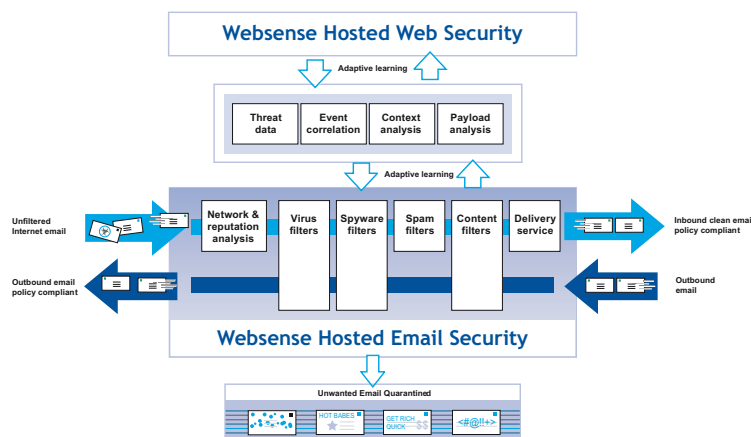 Websense Hosted Web Security
Adaptive learning
Threat
data
Event
correlation
Context
analysis
Payload
analysis
Adaptive learning
Unfiltered
Internet email
Network &
reputation
analysis
Virus
filters
Spyware
filters
Spam
filters
Content
filters
Delivery
service
Inbound clean email
policy compliant
Outbound email
policy compliant
Outbound
email
Websense Hosted Email Security
Unwanted Email Quarantined
HOT BABES
GET RICH
QUICK
$$
<#@!!+>